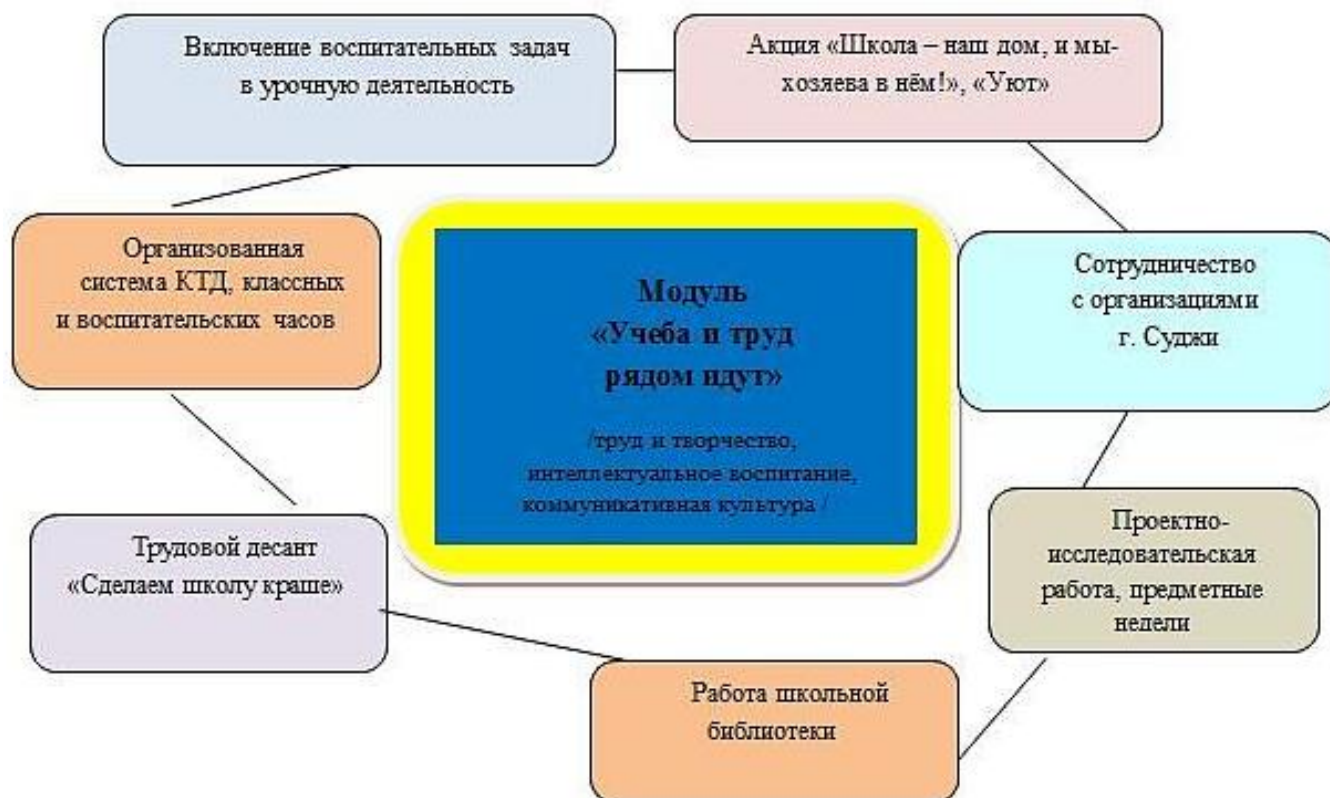 Включение воспитательных задач
в урочную деятельность
Акция «Школа – наш дом, и мы-
хозяева в нём!», «Уют»
Организованная
система КТД, классных
и воспитательских часов
Модуль
«Учеба и труд
рядом идут»
/труд и творчество,
интеллектуальное воспитание,
коммуникативная культура /
Сотрудничество
с организациями
г. Суджи
Трудовой десант
«Сделаем школу краше»
Проектно-
исследовательская
работа, предметные
недели
Работа школьной
библиотеки